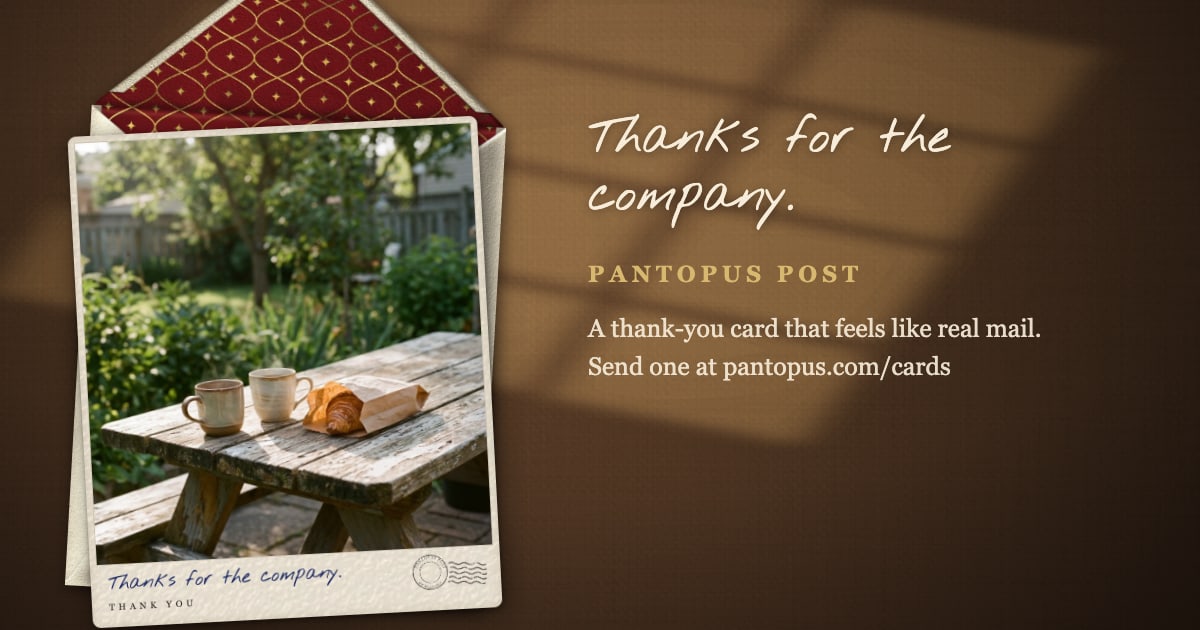 Thanks for the
company.
PANTOPUS POST
A thank-you card that feels like real mail.
Send one at pantopus.com/cards
Thanks for the company.
THANK YOU